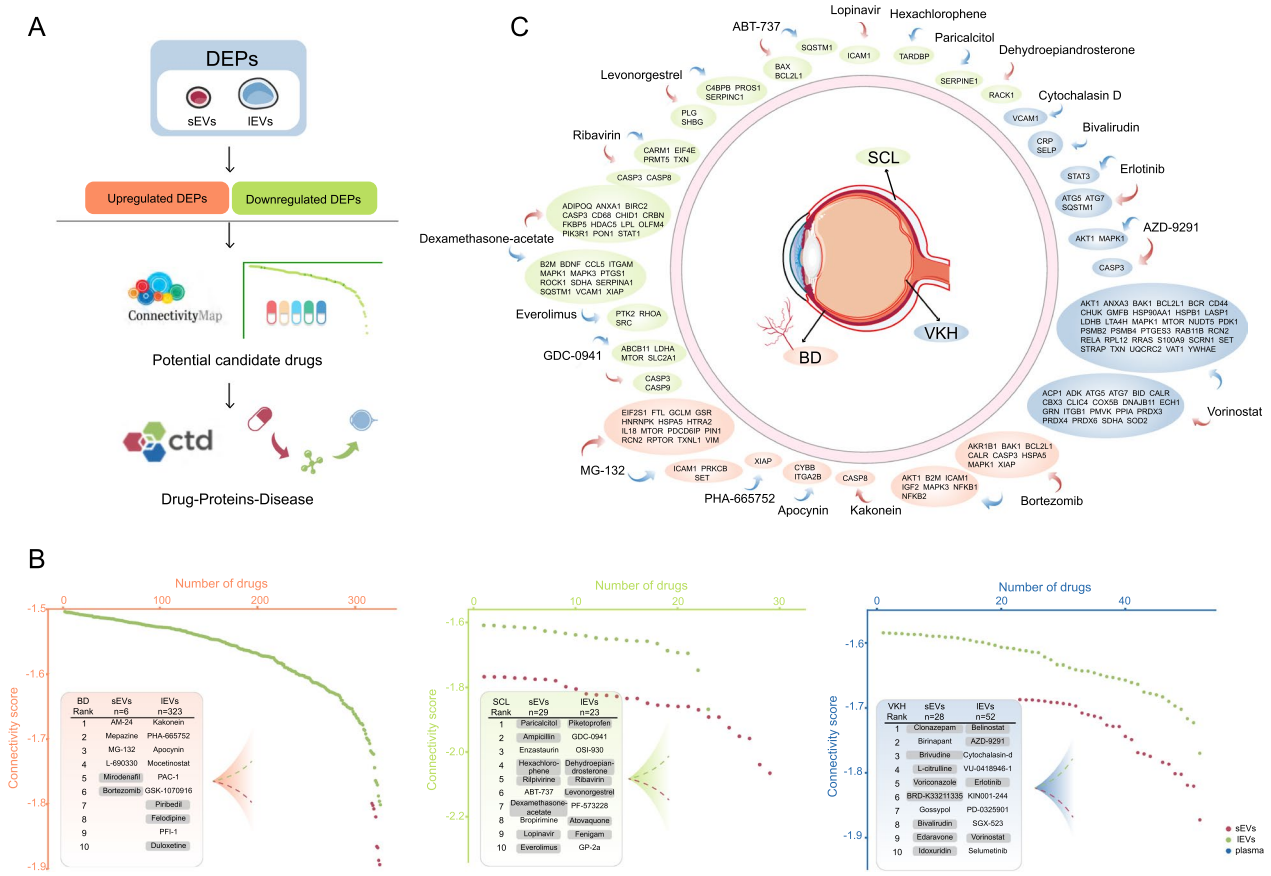 A
DEPs
sEVs
lEVs
Upregulated DEPs
Downregulated DEPs
ConnectivityMap
Potential candidate drugs
ctd
Drug-Proteins-Disease
C
ABT-737
Lopinavir
Hexachlorophene
Paricalcitol
Dehydroepiandrosterone
Cytochalasin D
Bivalirudin
Erlotinib
AZD-9291
Vorinostat
Bortezomib
Kakonein
Apocynin
PHA-665752
MG-132
GDC-0941
Everolimus
Dexamethasone-acetate
Ribavirin
Levonorgestrel
SQSTM1
ICAM1
TARDBP
SERPINE1
RACK1
VCAM1
CRP
SELP
STAT3
ATG5 ATG7
SQSTM1
AKT1 MAPK1
CASP3
AKT1 ANXA3 BAK1 BCL2L1 BCR CD44
CHUK GMFB HSP90AA1 HSPB1 LASP1
LDHB LTA4H MAPK1 MTOR NUDT5 PDK1
PSMB2 PSMB4 PTGES3 RAB11B RCN2
RELA RPL12 RRAS S100A9 SCRN1 SET
STRAP TXN UQCRC2 VAT1 YWHAE
ACP1 ADK ATG5 ATG7 BID CALR
CBX3 CLIC4 COX5B DNAJB11 ECH1
GRN ITGB1 PMVK PPIA PRDX3
PRDX4 PRDX6 SDHA SOD2
AKR1B1 BAK1 BCL2L1
CALR CASP3 HSPA5
MAPK1 XIAP
AKT1 B2M ICAM1
IGF2 MAPK3 NFKB1
NFKB2
CASP8
CYBB
ITGA2B
XIAP
ICAM1 PRKCB
SET
EIF2S1 FTL GCLM GSR
HNRNPK HSPA5 HTRA2
IL18 MTOR PDCD6IP PIN1
RCN2 RPTOR TXNL1 VIM
CASP3
CASP9
ABCB11 LDHA
MTOR SLC2A1
PTK2 RHOA
SRC
B2M BDNF CCL5 ITGAM
MAPK1 MAPK3 PTGS1
ROCK1 SDHA SERPINA1
SQSTM1 VCAM1 XIAP
ADIPOQ ANXA1 BIRC2
CASP3 CD68 CHID1 CRBN
FKBP5 HDAC5 LPL OLFM4
PIK3R1 PON1 STAT1
CASP3 CASP8
CARM1 EIF4E
PRMT5 TXN
PLG
SHBG
C4BPB PROS1
SERPINC1
BAX
BCL2L1
SCL
VKH
BD
B
Number of drugs
0 100 200 300
Connectivity score
-1.5
-1.6
-1.7
-1.8
-1.9
BD Rank sEVs n=6 lEVs n=323
1 AM-24 Kakonein
2 Mepazine PHA-665752
3 MG-132 Apocynin
4 L-690330 Mocetinostat
5 Mirodenafil PAC-1
6 Bortezomib GSK-1070916
7 Piribedil
8 Felodipine
9 PFI-1
10 Duloxetine
Number of drugs
0 10 20 30
Connectivity score
-1.6
-1.8
-2.0
-2.2
SCL Rank sEVs n=29 lEVs n=23
1 Paricalcitol Piketoprofen
2 Ampicillin GDC-0941
3 Enzastaurin OSI-930
4 Hexachloro-phene Dehydroepian-drosterone
5 Rilpivirine Ribavirin
6 ABT-737 Levonorgestrel
7 Dexamethasone-acetate PF-573228
8 Bropirimine Atovaquone
9 Lopinavir Fenigam
10 Everolimus GP-2a
Number of drugs
0 20 40
Connectivity score
-1.6
-1.7
-1.8
-1.9
VKH Rank sEVs n=28 lEVs n=52
1 Clonazepam Belinostat
2 Birinapant AZD-9291
3 Brivudine Cytochalasin-d
4 L-citrulline VU-0418946-1
5 Voriconazole Erlotinib
6 BRD-K33211335 KIN001-244
7 Gossypol PD-0325901
8 Bivalirudin SGX-523
9 Edaravone Vorinostat
10 Idoxuridin Selumetinib
sEVs
lEVs
plasma